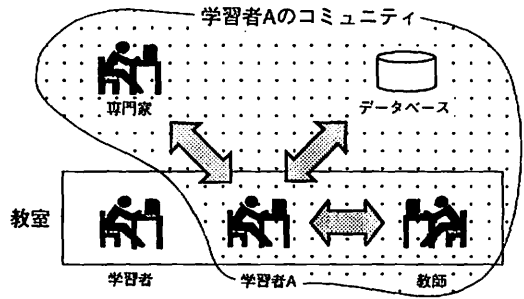 学習者Aのコミュニティ
専門家
データベース
教室
学習者
学習者A
教師